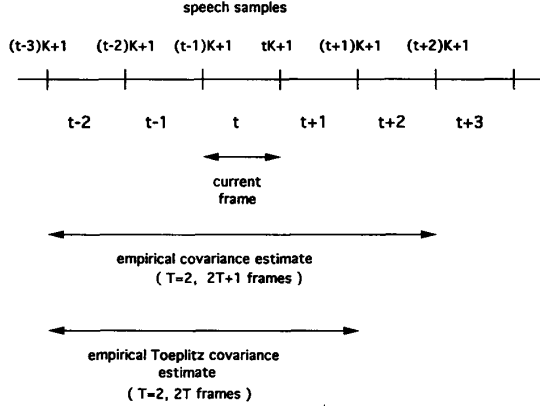 speech samples
(t-3)K+1 (t-2)K+1 (t-1)K+1 tK+1 (t+1)K+1 (t+2)K+1
t-2 t-1 t t+1 t+2 t+3
current
frame
empirical covariance estimate
( T=2, 2T+1 frames )
empirical Toeplitz covariance
estimate
( T=2, 2T frames )